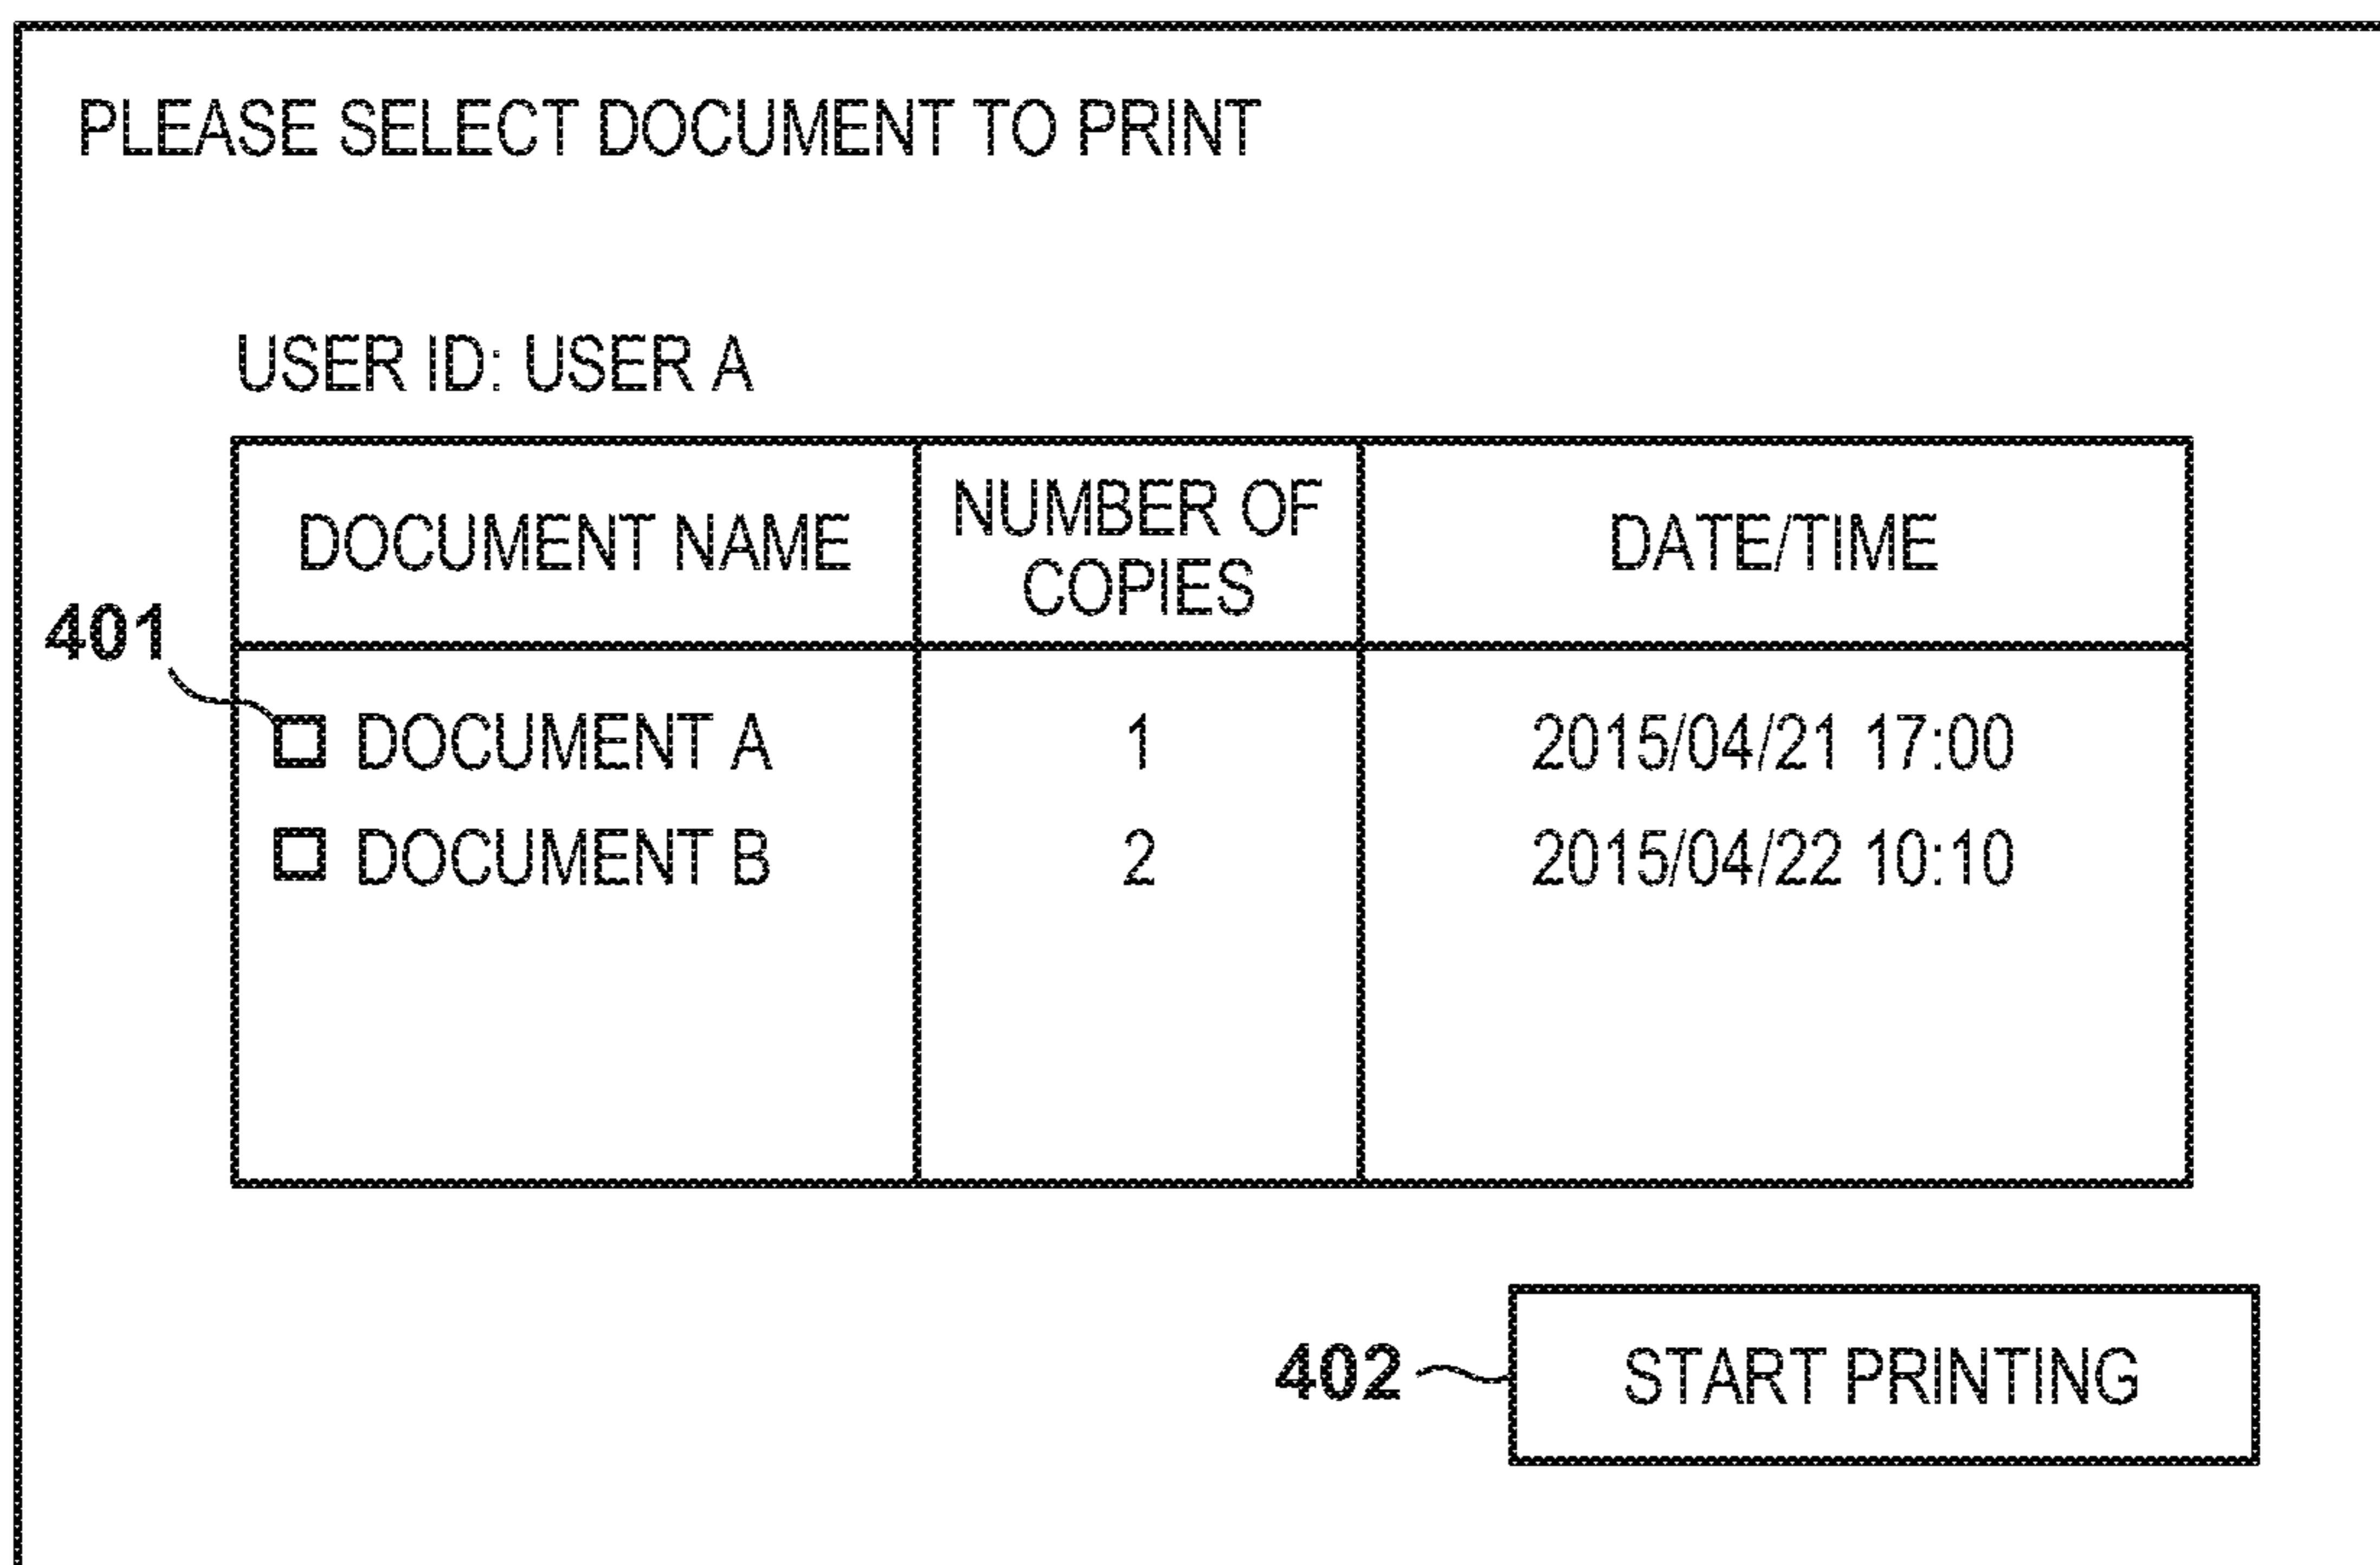 PLEASE SELECT DOCUMENT TO PRINT
USER ID: USER A
DOCUMENT NAME
NUMBER OF
COPIES
DATE/TIME
401
DOCUMENT A 1 2015/04/21 17:00
DOCUMENT B 2 2015/04/22 10:10
402
START PRINTING